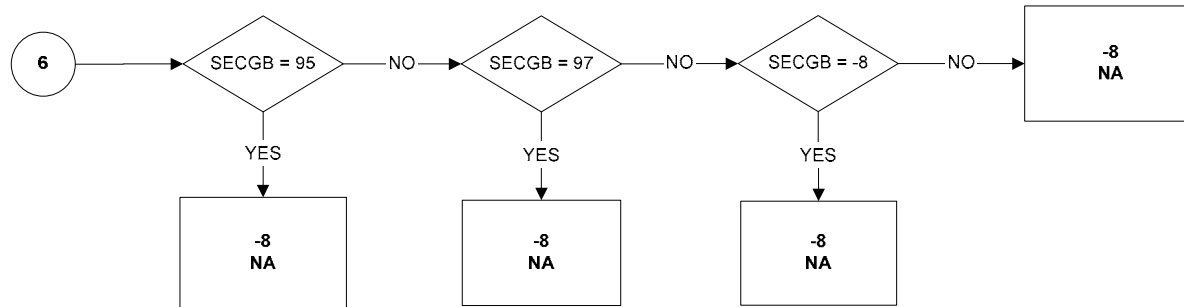 6
SECGB = 95
NO
SECGB = 97
NO
SECGB = -8
NO
-8
NA
YES
YES
YES
-8
NA
-8
NA
-8
NA